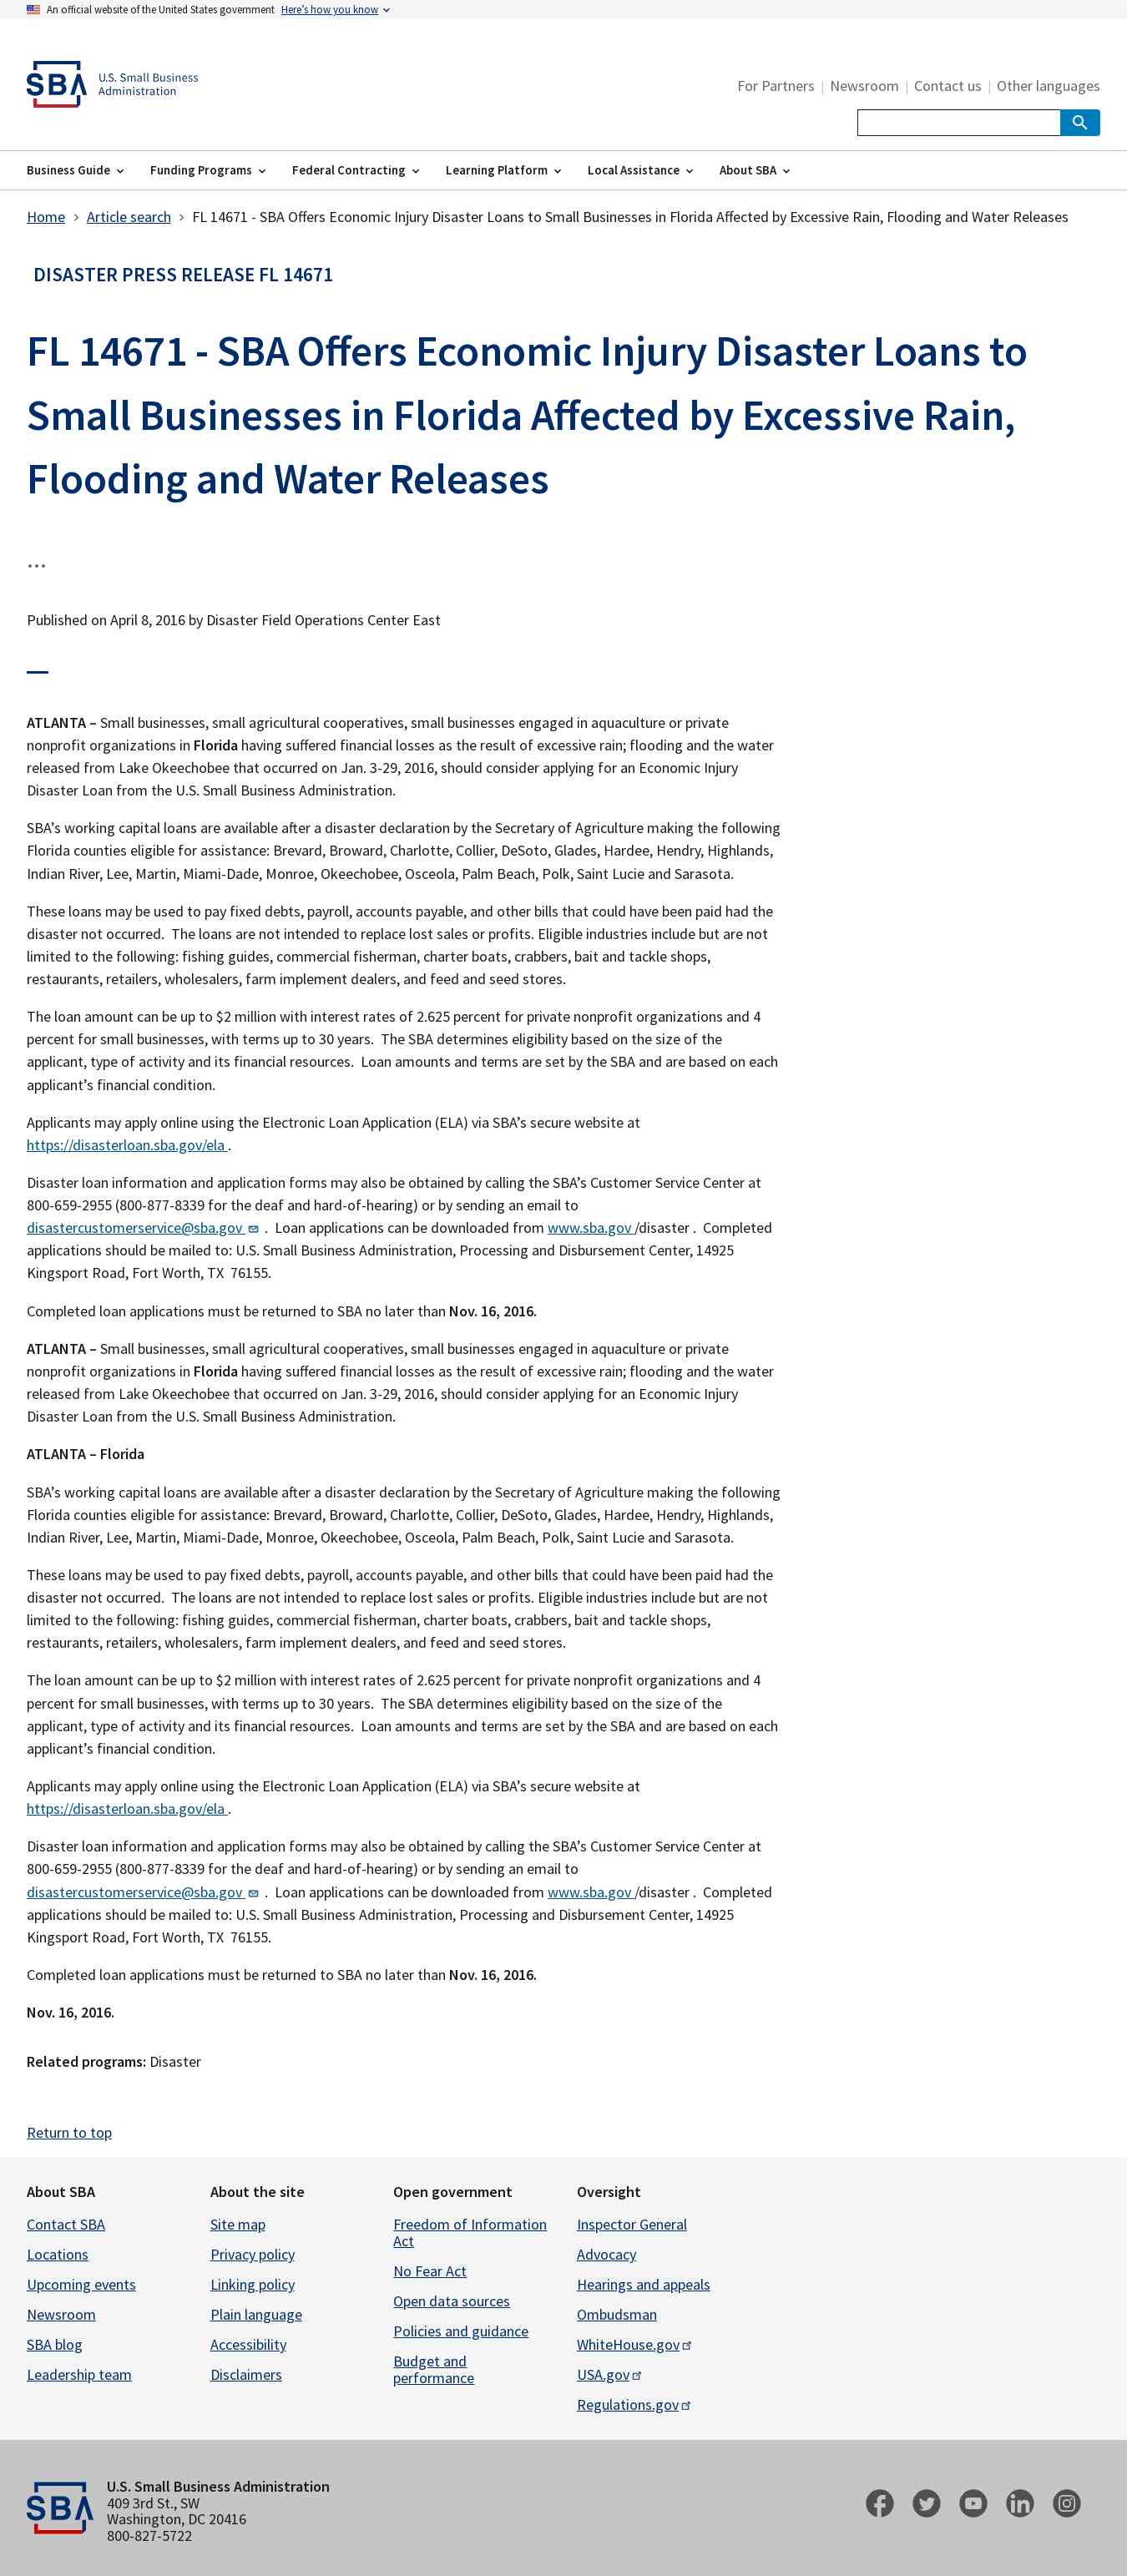 An official website of the United States government Here's how you know
SBA U.S. Small Business
Administration
For Partners | Newsroom | Contact us | Other languages
Business Guide Funding Programs Federal Contracting Learning Platform Local Assistance About SBA
Home > Article search > FL 14671 - SBA Offers Economic Injury Disaster Loans to Small Businesses in Florida Affected by Excessive Rain, Flooding and Water Releases
DISASTER PRESS RELEASE FL 14671
FL 14671 - SBA Offers Economic Injury Disaster Loans to
Small Businesses in Florida Affected by Excessive Rain,
Flooding and Water Releases
...
Published on April 8, 2016 by Disaster Field Operations Center East
ATLANTA – Small businesses, small agricultural cooperatives, small businesses engaged in aquaculture or private
nonprofit organizations in Florida having suffered financial losses as the result of excessive rain; flooding and the water
released from Lake Okeechobee that occurred on Jan. 3-29, 2016, should consider applying for an Economic Injury
Disaster Loan from the U.S. Small Business Administration.
SBA's working capital loans are available after a disaster declaration by the Secretary of Agriculture making the following
Florida counties eligible for assistance: Brevard, Broward, Charlotte, Collier, DeSoto, Glades, Hardee, Hendry, Highlands,
Indian River, Lee, Martin, Miami-Dade, Monroe, Okeechobee, Osceola, Palm Beach, Polk, Saint Lucie and Sarasota.
These loans may be used to pay fixed debts, payroll, accounts payable, and other bills that could have been paid had the
disaster not occurred. The loans are not intended to replace lost sales or profits. Eligible industries include but are not
limited to the following: fishing guides, commercial fisherman, charter boats, crabbers, bait and tackle shops,
restaurants, retailers, wholesalers, farm implement dealers, and feed and seed stores.
The loan amount can be up to $2 million with interest rates of 2.625 percent for private nonprofit organizations and 4
percent for small businesses, with terms up to 30 years. The SBA determines eligibility based on the size of the
applicant, type of activity and its financial resources. Loan amounts and terms are set by the SBA and are based on each
applicant's financial condition.
Applicants may apply online using the Electronic Loan Application (ELA) via SBA's secure website at
https://disasterloan.sba.gov/ela .
Disaster loan information and application forms may also be obtained by calling the SBA's Customer Service Center at
800-659-2955 (800-877-8339 for the deaf and hard-of-hearing) or by sending an email to
disastercustomerservice@sba.gov . Loan applications can be downloaded from www.sba.gov /disaster . Completed
applications should be mailed to: U.S. Small Business Administration, Processing and Disbursement Center, 14925
Kingsport Road, Fort Worth, TX 76155.
Completed loan applications must be returned to SBA no later than Nov. 16, 2016.
ATLANTA – Small businesses, small agricultural cooperatives, small businesses engaged in aquaculture or private
nonprofit organizations in Florida having suffered financial losses as the result of excessive rain; flooding and the water
released from Lake Okeechobee that occurred on Jan. 3-29, 2016, should consider applying for an Economic Injury
Disaster Loan from the U.S. Small Business Administration.
ATLANTA – Florida
SBA's working capital loans are available after a disaster declaration by the Secretary of Agriculture making the following
Florida counties eligible for assistance: Brevard, Broward, Charlotte, Collier, DeSoto, Glades, Hardee, Hendry, Highlands,
Indian River, Lee, Martin, Miami-Dade, Monroe, Okeechobee, Osceola, Palm Beach, Polk, Saint Lucie and Sarasota.
These loans may be used to pay fixed debts, payroll, accounts payable, and other bills that could have been paid had the
disaster not occurred. The loans are not intended to replace lost sales or profits. Eligible industries include but are not
limited to the following: fishing guides, commercial fisherman, charter boats, crabbers, bait and tackle shops,
restaurants, retailers, wholesalers, farm implement dealers, and feed and seed stores.
The loan amount can be up to $2 million with interest rates of 2.625 percent for private nonprofit organizations and 4
percent for small businesses, with terms up to 30 years. The SBA determines eligibility based on the size of the
applicant, type of activity and its financial resources. Loan amounts and terms are set by the SBA and are based on each
applicant's financial condition.
Applicants may apply online using the Electronic Loan Application (ELA) via SBA's secure website at
https://disasterloan.sba.gov/ela .
Disaster loan information and application forms may also be obtained by calling the SBA's Customer Service Center at
800-659-2955 (800-877-8339 for the deaf and hard-of-hearing) or by sending an email to
disastercustomerservice@sba.gov . Loan applications can be downloaded from www.sba.gov /disaster . Completed
applications should be mailed to: U.S. Small Business Administration, Processing and Disbursement Center, 14925
Kingsport Road, Fort Worth, TX 76155.
Completed loan applications must be returned to SBA no later than Nov. 16, 2016.
Nov. 16, 2016.
Related programs: Disaster
Return to top
About SBA
Contact SBA
Locations
Upcoming events
Newsroom
SBA blog
Leadership team
About the site
Site map
Privacy policy
Linking policy
Plain language
Accessibility
Disclaimers
Open government
Freedom of Information
Act
No Fear Act
Open data sources
Policies and guidance
Budget and
performance
Oversight
Inspector General
Advocacy
Hearings and appeals
Ombudsman
WhiteHouse.gov
USA.gov
Regulations.gov
SBA
U.S. Small Business Administration
409 3rd St., SW
Washington, DC 20416
800-827-5722